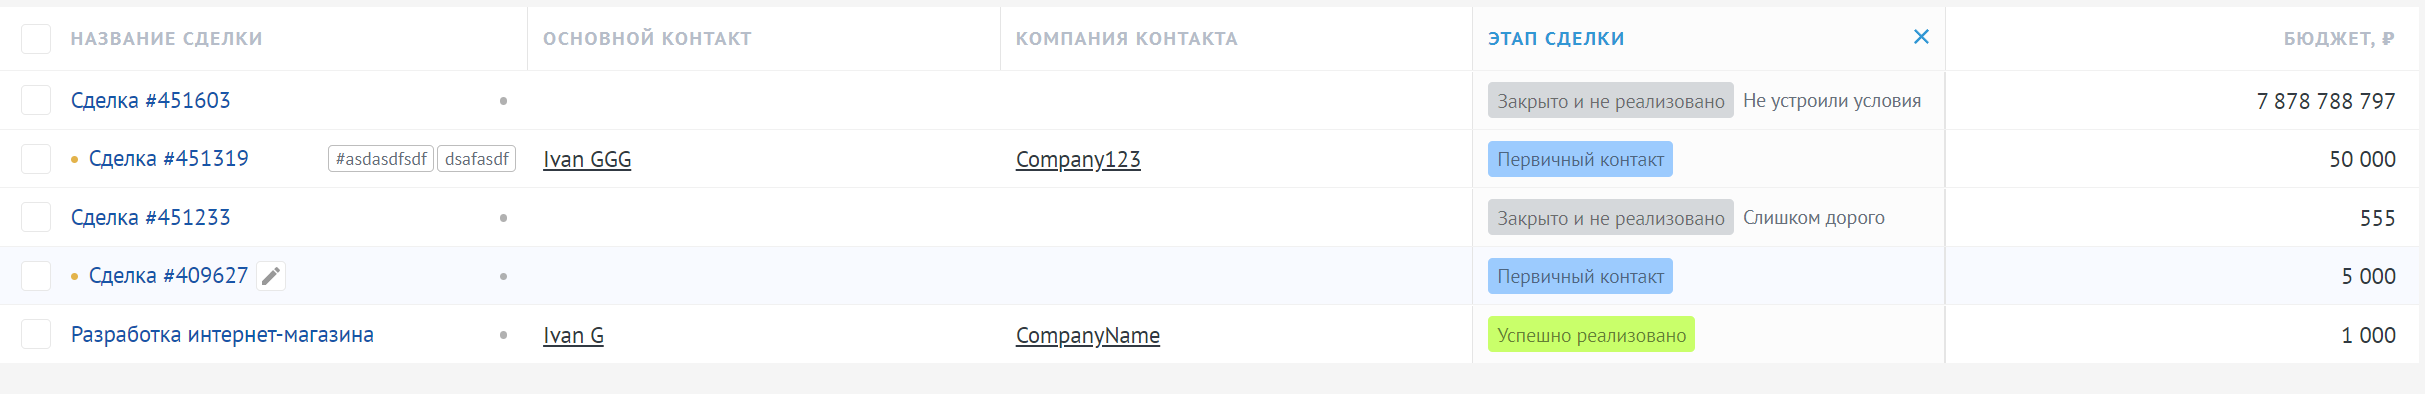 НАЗВАНИЕ СДЕЛКИ ОСНОВНОЙ КОНТАКТ КОМПАНИЯ КОНТАКТА ЭТАП СДЕЛКИ БЮДЖЕТ, ₽
Сделка #451603 Закрыто и не реализовано Не устроили условия 7 878 788 797
Сделка #451319 #asdasdfsdf dsafasdf Ivan GGG Company123 Первичный контакт 50 000
Сделка #451233 Закрыто и не реализовано Слишком дорого 555
Сделка #409627 Первичный контакт 5 000
Разработка интернет-магазина Ivan G CompanyName Успешно реализовано 1 000